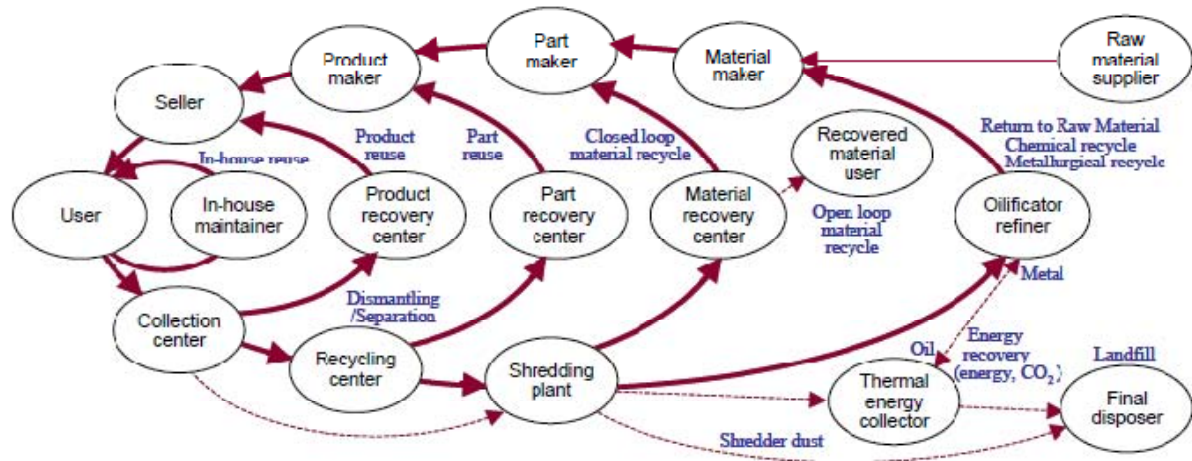 Part
maker
Product
maker
Material
maker
Raw
material
supplier
Seller
Product
reuse
Part
reuse
Closed loop
material recycle
Recovered
material
user
Return to Raw Material
Chemical recycle
Metallurgical recycle
In-house reuse
User
In-house
maintainer
Product
recovery
center
Part
recovery
center
Material
recovery
center
Open loop
material
recycle
Oilificator
refiner
Metal
Dismantling
/Separation
Collection
center
Recycling
center
Shredding
plant
Oil
Energy
recovery
(energy, CO₂)
Landfill
Thermal
energy
collector
Final
disposer
Shredder dust